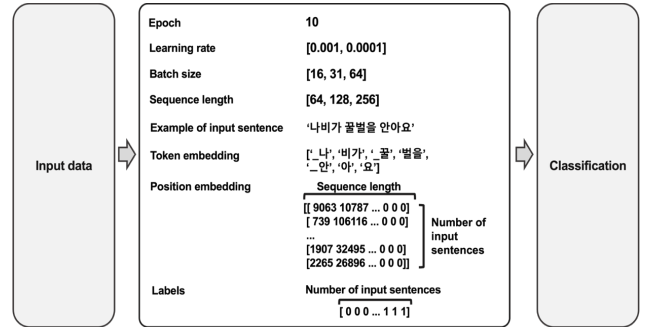 Input data
Epoch 10
Learning rate [0.001, 0.0001]
Batch size [16, 31, 64]
Sequence length [64, 128, 256]
Example of input sentence ‘나비가 꿀벌을 안아요’
Token embedding [‘_나’, ‘비가’, ‘_꿀’, ‘벌을’,
‘_안’, ‘아’, ‘요’]
Position embedding Sequence length
[[ 9063 10787 ... 0 0 0]
[ 739 106116 ... 0 0 0]
...
[1907 32495 ... 0 0 0]
[2265 26896 ... 0 0 0]]
Number of
input
sentences
Labels Number of input sentences
[ 0 0 0 ... 1 1 1]
Classification